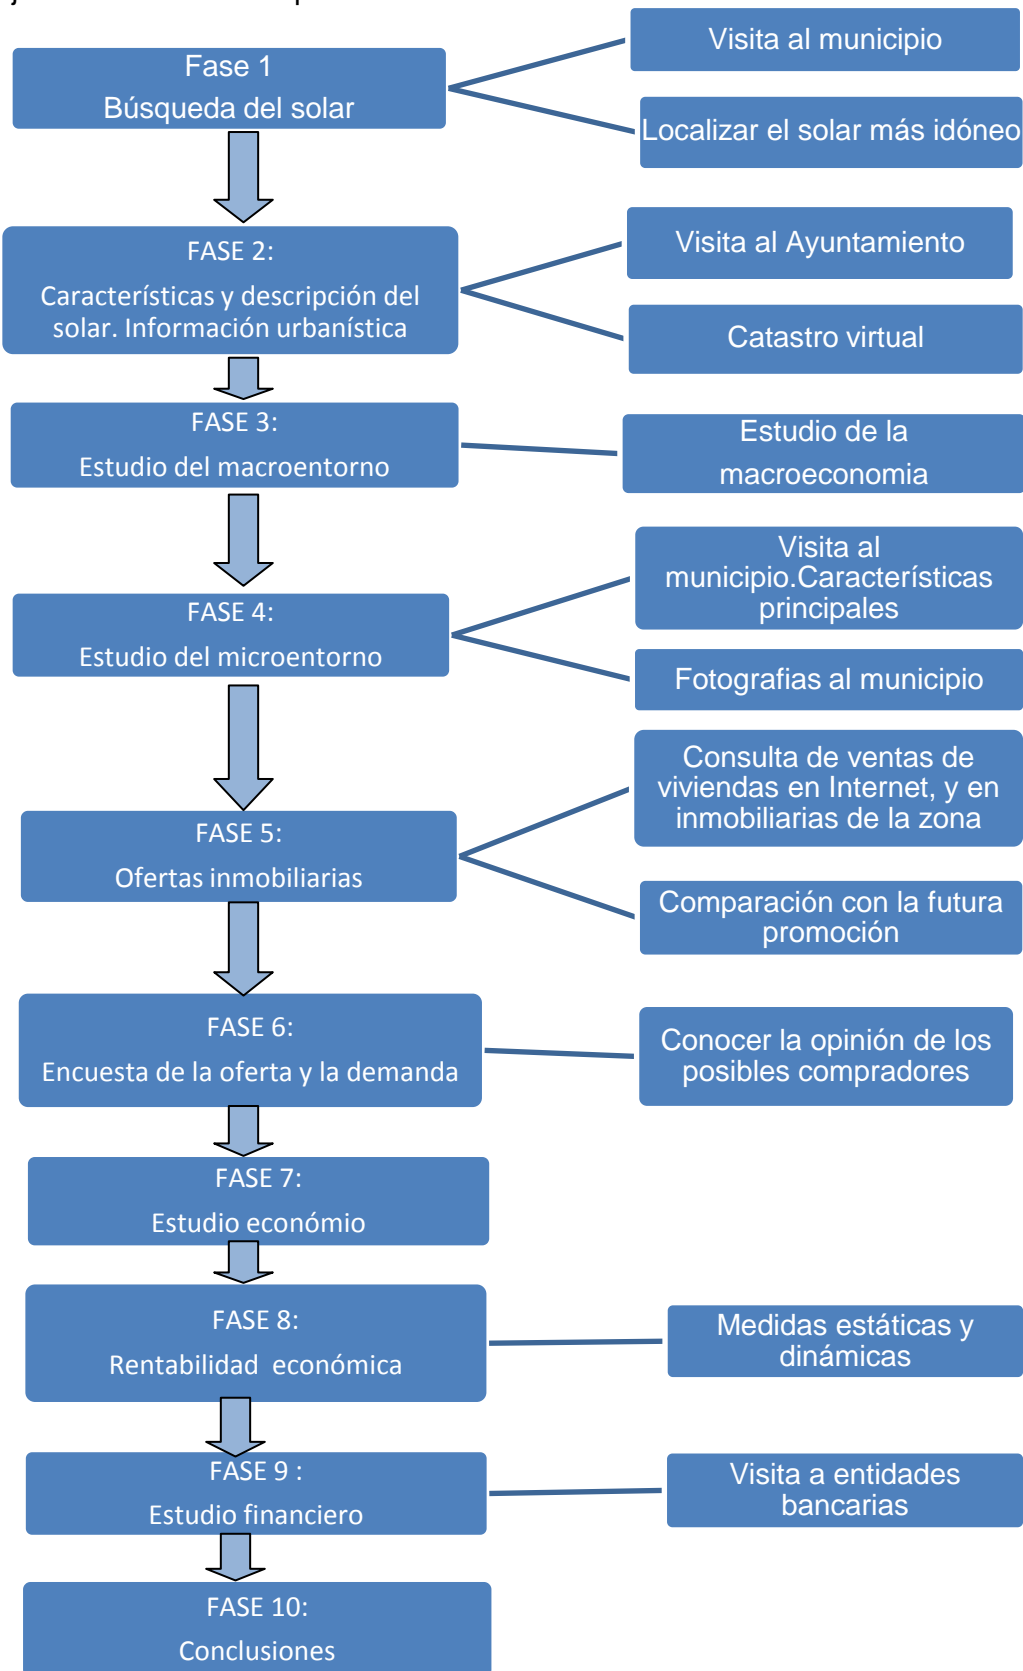 Fase 1
Búsqueda del solar
Visita al municipio
Localizar el solar más idóneo
FASE 2:
Características y descripción del
solar. Información urbanística
Visita al Ayuntamiento
Catastro virtual
FASE 3:
Estudio del macroentorno
Estudio de la
macroeconomia
FASE 4:
Estudio del microentorno
Visita al
municipio.Características
principales
Fotografias al municipio
FASE 5:
Ofertas inmobiliarias
Consulta de ventas de
viviendas en Internet, y en
inmobiliarias de la zona
Comparación con la futura
promoción
FASE 6:
Encuesta de la oferta y la demanda
Conocer la opinión de los
posibles compradores
FASE 7:
Estudio económio
FASE 8:
Rentabilidad  económica
Medidas estáticas y
dinámicas
FASE 9 :
Estudio financiero
Visita a entidades
bancarias
FASE 10:
Conclusiones